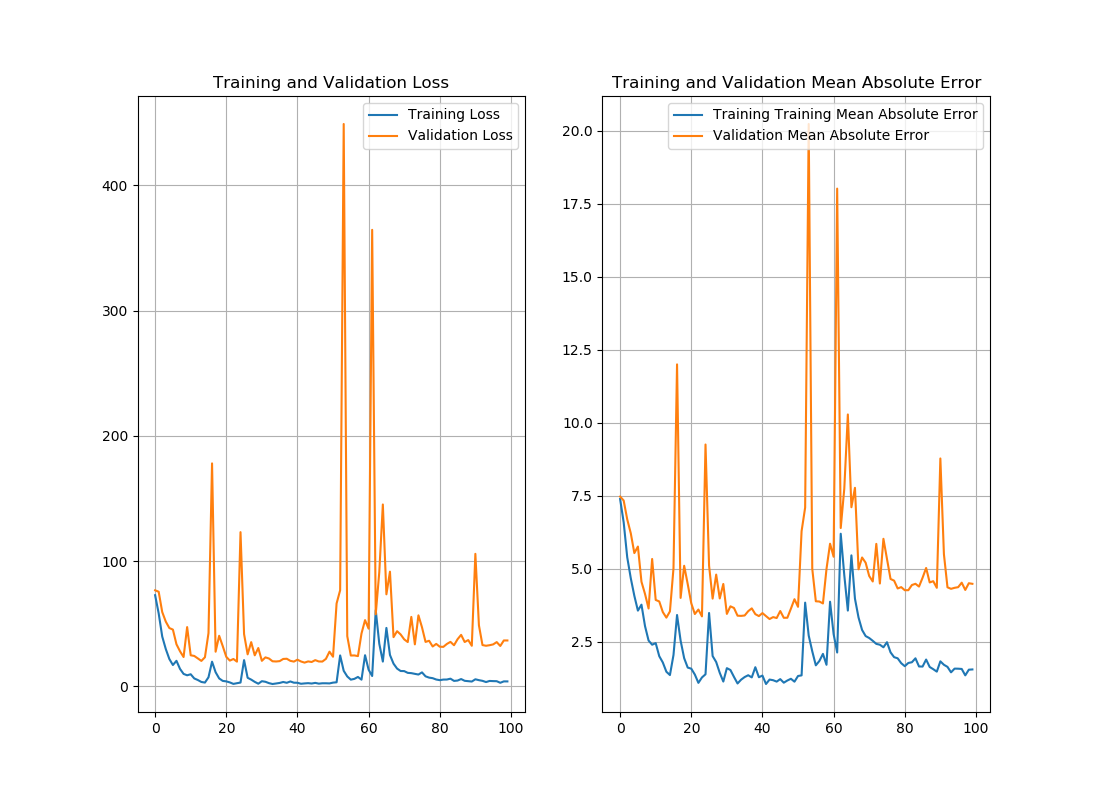 Training and Validation Loss
Training Loss
Validation Loss
400
300
200
100
0
0 20 40 60 80 100
Training and Validation Mean Absolute Error
Training Training Mean Absolute Error
Validation Mean Absolute Error
20.0
17.5
15.0
12.5
10.0
7.5
5.0
2.5
0 20 40 60 80 100